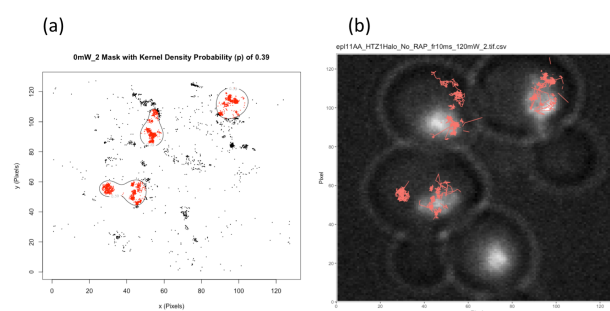 (a)
(b)
0mW_2 Mask with Kernel Density Probability (p) of 0.39
epl11AA_HTZ1Halo_No_RAP_fr10ms_120mW_2.tif.csv
y (Pixels)
120
100
80
60
40
20
0
0 20 40 60 80 100 120
x (Pixels)
Pixel
120
100
80
60
40
20
0
0 20 40 60 80 100 120